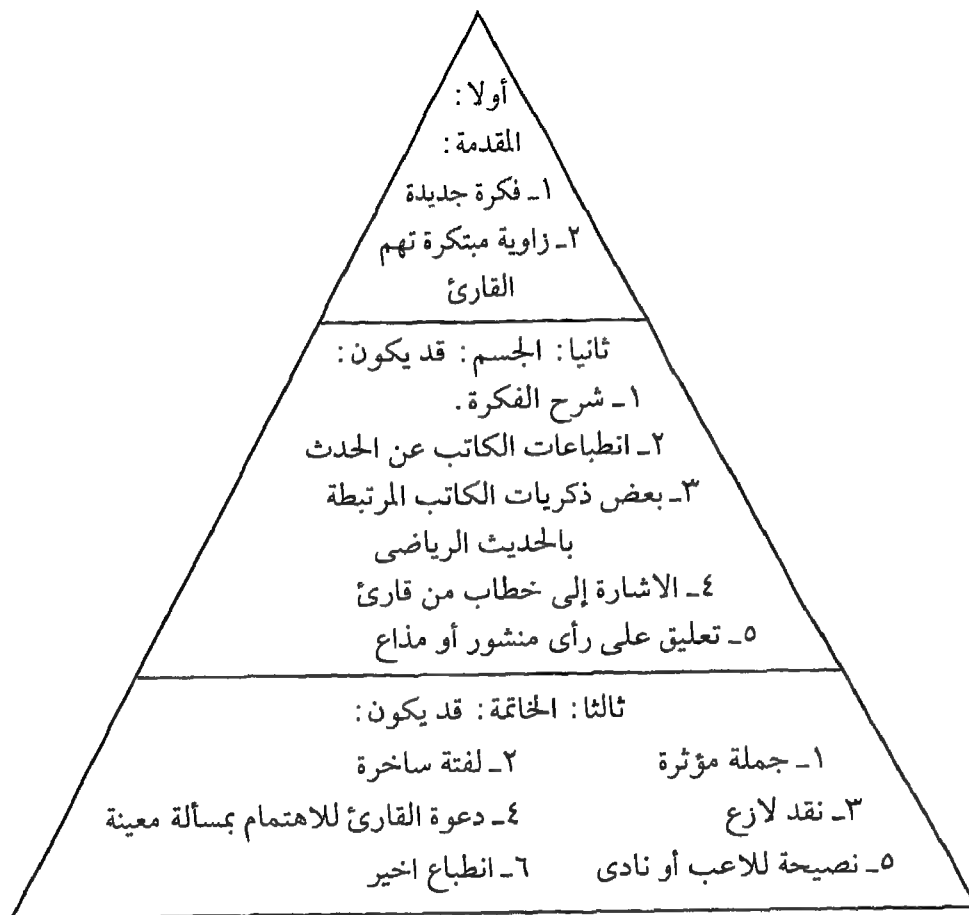 أولا :
المقدمة :
١ـ فكرة جديدة
٢ـ زاوية مبتكرة تهم
القارئ
ثانيا : الجسم : قد يكون :
١ـ شرح الفكرة .
٢ـ انطباعات الكاتب عن الحدث
٣ـ بعض ذكريات الكاتب المرتبطة
بالحديث الرياضى
٤ـ الاشارة إلى خطاب من قارئ
٥ـ تعليق على رأى منشور أو مذاع
ثالثا : الخاتمة : قد يكون :
١ـ جملة مؤثرة ٢ـ لفتة ساخرة
٣ـ نقد لازع ٤ـ دعوة القارئ للاهتمام بمسألة معينة
٥ـ نصيحة للاعب أو نادى ٦ـ انطباع اخير